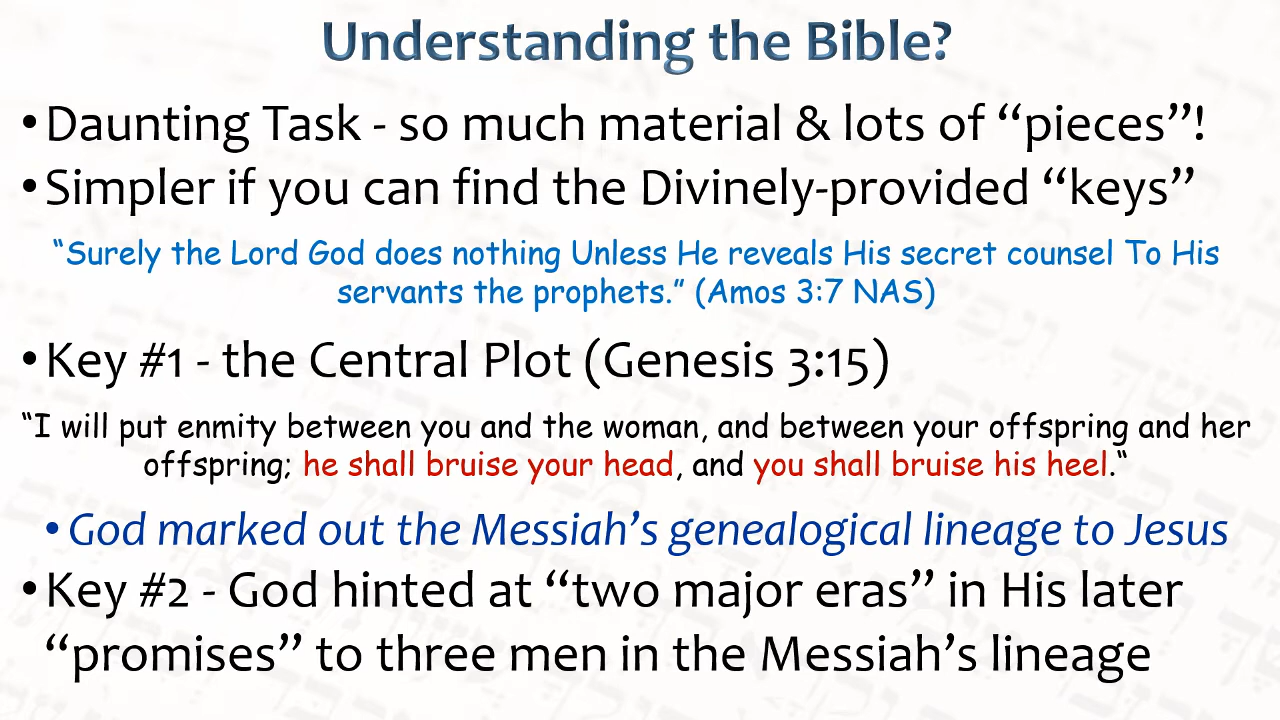 Understanding the Bible?
•Daunting Task - so much material & lots of “pieces”!
•Simpler if you can find the Divinely-provided “keys”
“Surely the Lord God does nothing Unless He reveals His secret counsel To His
servants the prophets.” (Amos 3:7 NAS)
•Key #1 - the Central Plot (Genesis 3:15)
“I will put enmity between you and the woman, and between your offspring and her
offspring; he shall bruise your head, and you shall bruise his heel.“
•God marked out the Messiah’s genealogical lineage to Jesus
•Key #2 - God hinted at “two major eras” in His later
“promises” to three men in the Messiah’s lineage